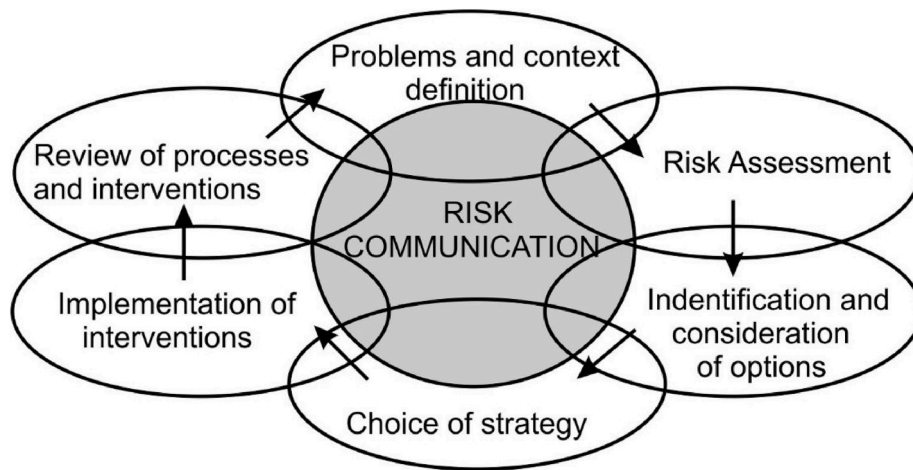 Problems and context
definition
Risk Assessment
Indentification and
consideration
of options
Choice of strategy
Implementation of
interventions
Review of processes
and interventions
RISK
COMMUNICATION